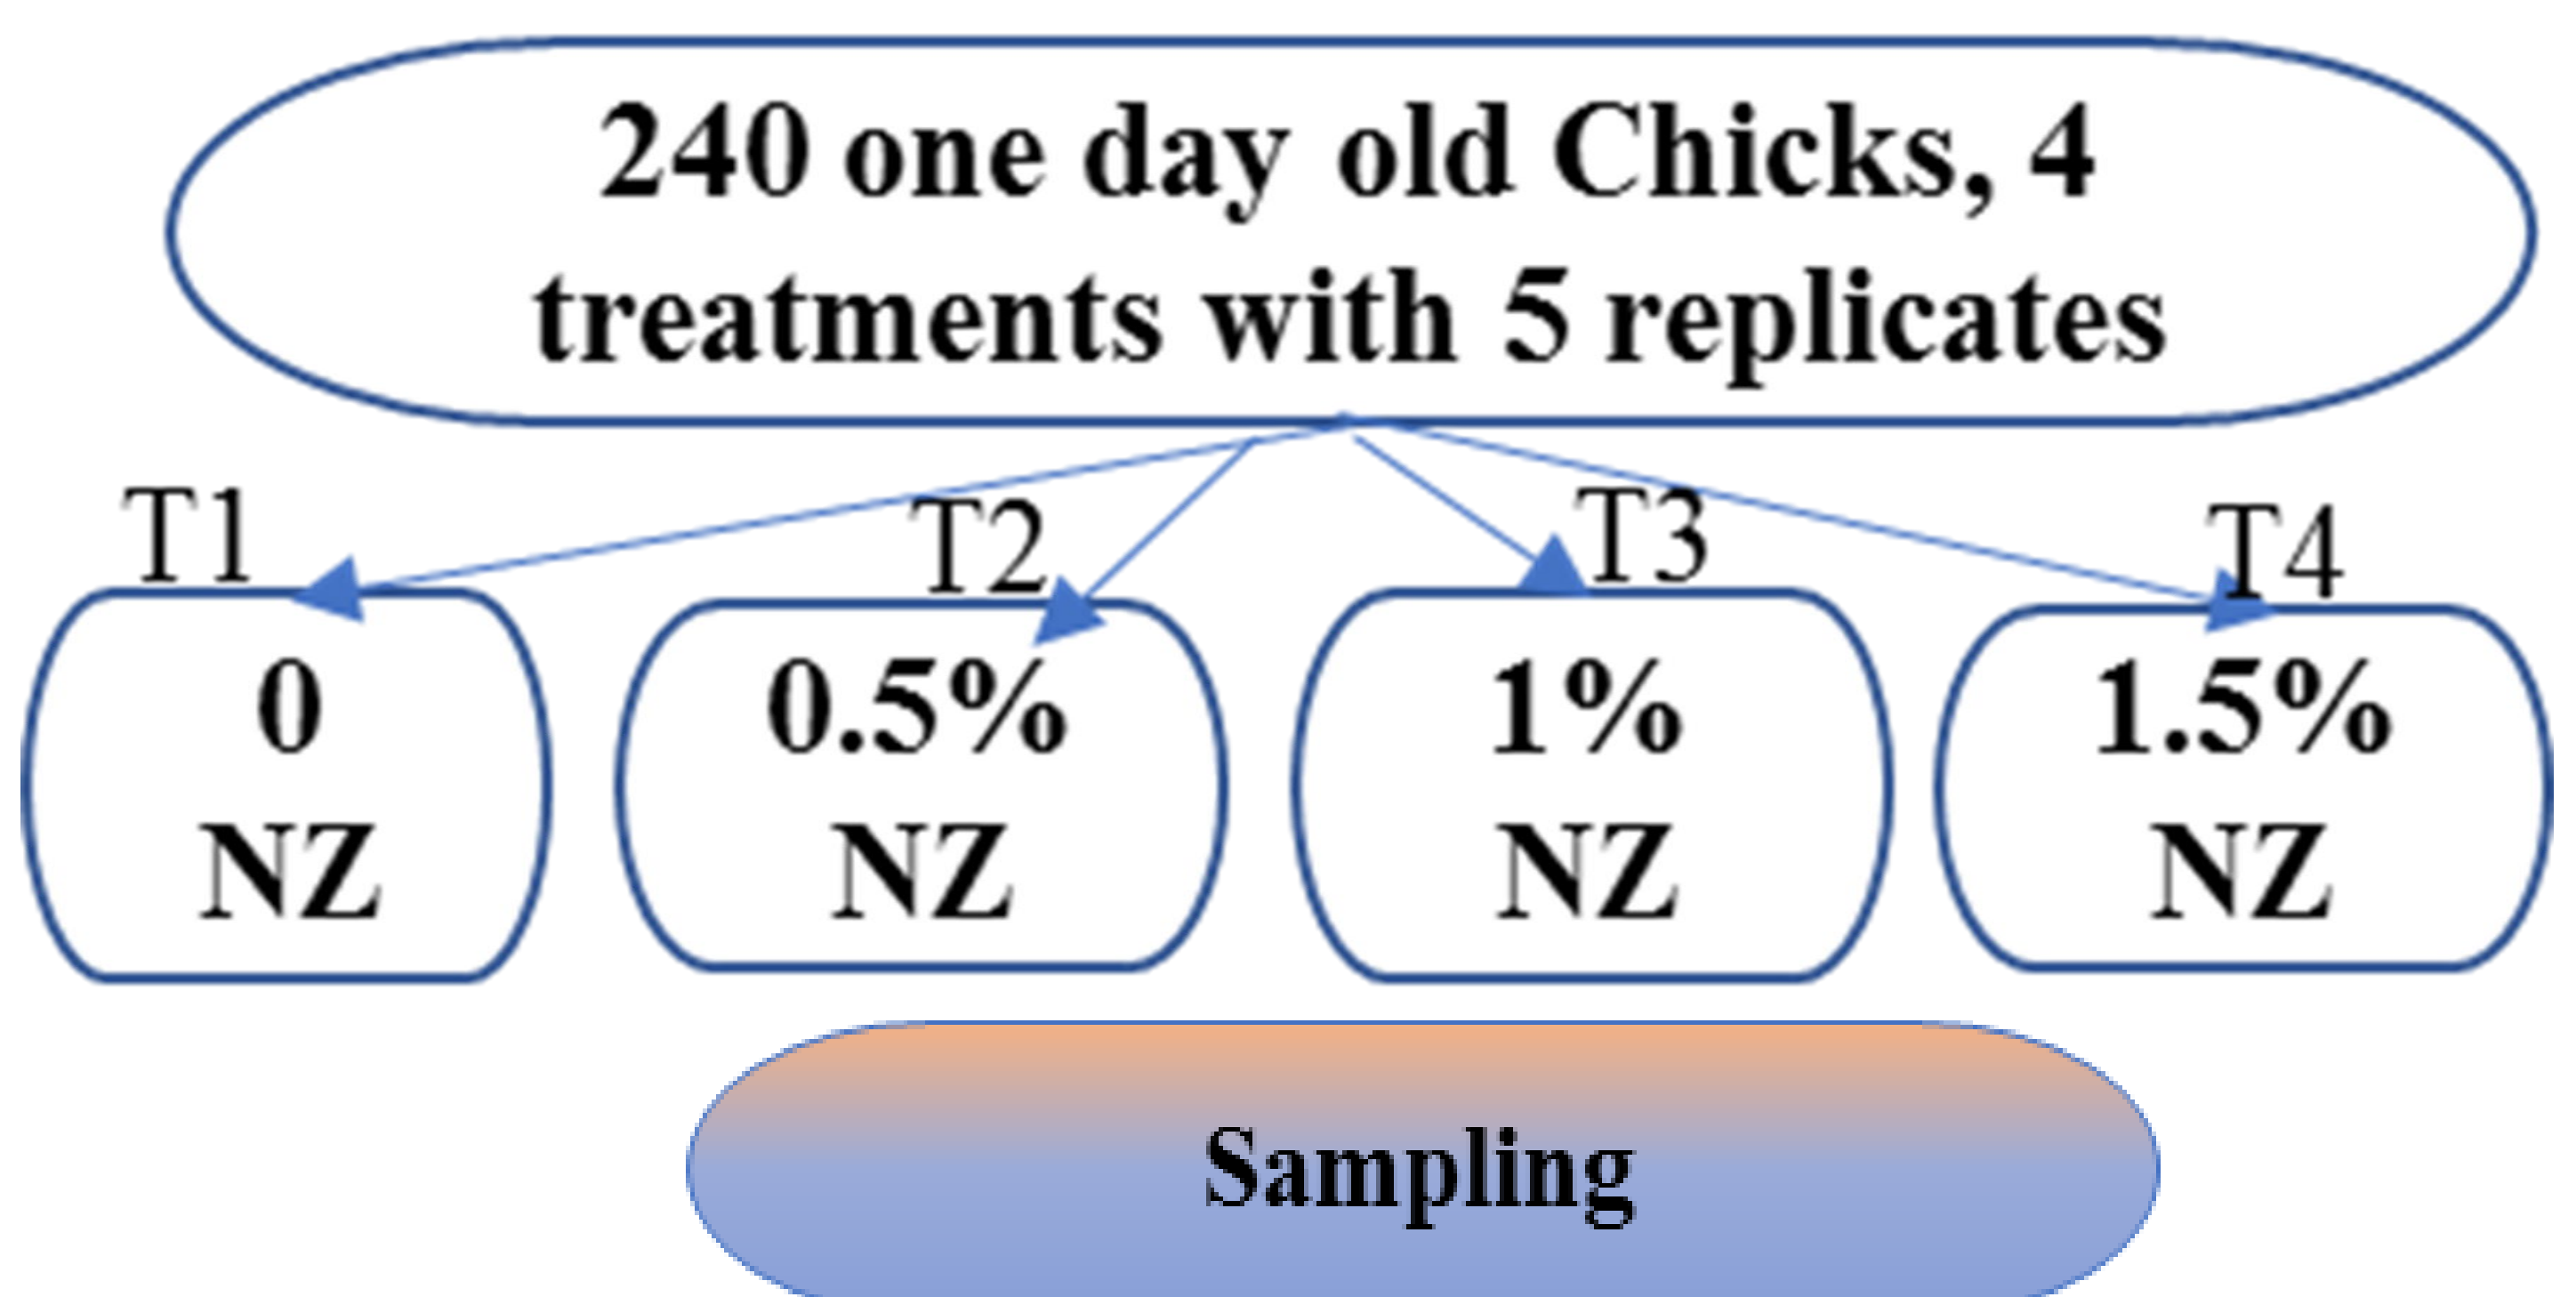 240 one day old Chicks, 4
treatments with 5 replicates
T1
T2
T3
T4
0
NZ
0.5%
NZ
1%
NZ
1.5%
NZ
Sampling